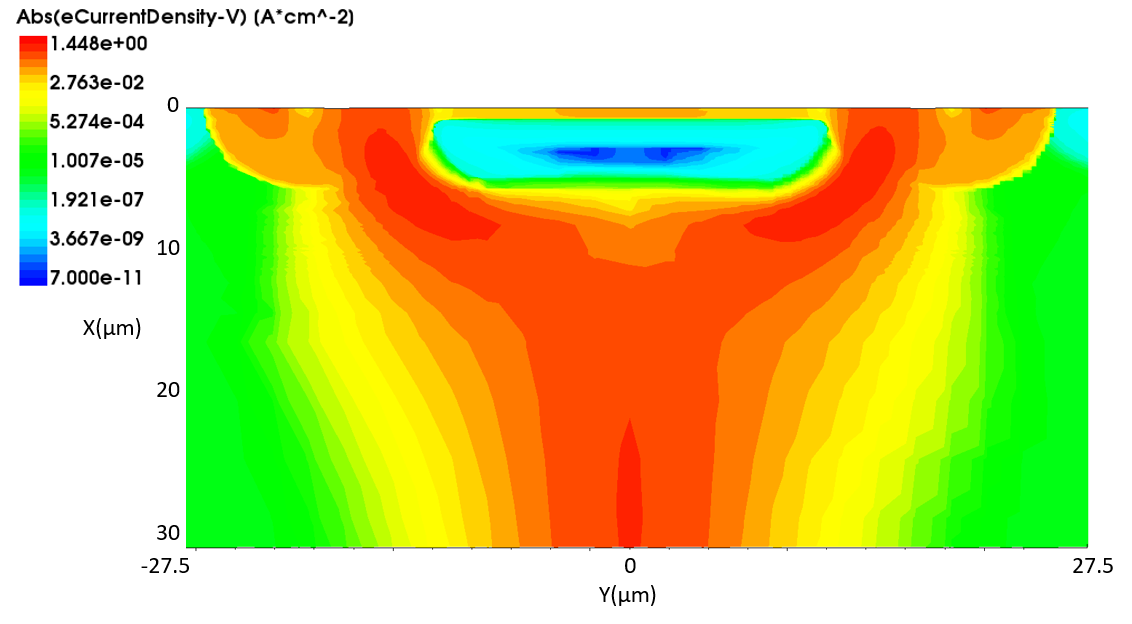 Abs(eCurrentDensity-V) (A*cm^-2)
1.448e+00
2.763e-02
5.274e-04
1.007e-05
1.921e-07
3.667e-09
7.000e-11
0
10
X(µm)
20
30
-27.5
0
27.5
Y(µm)